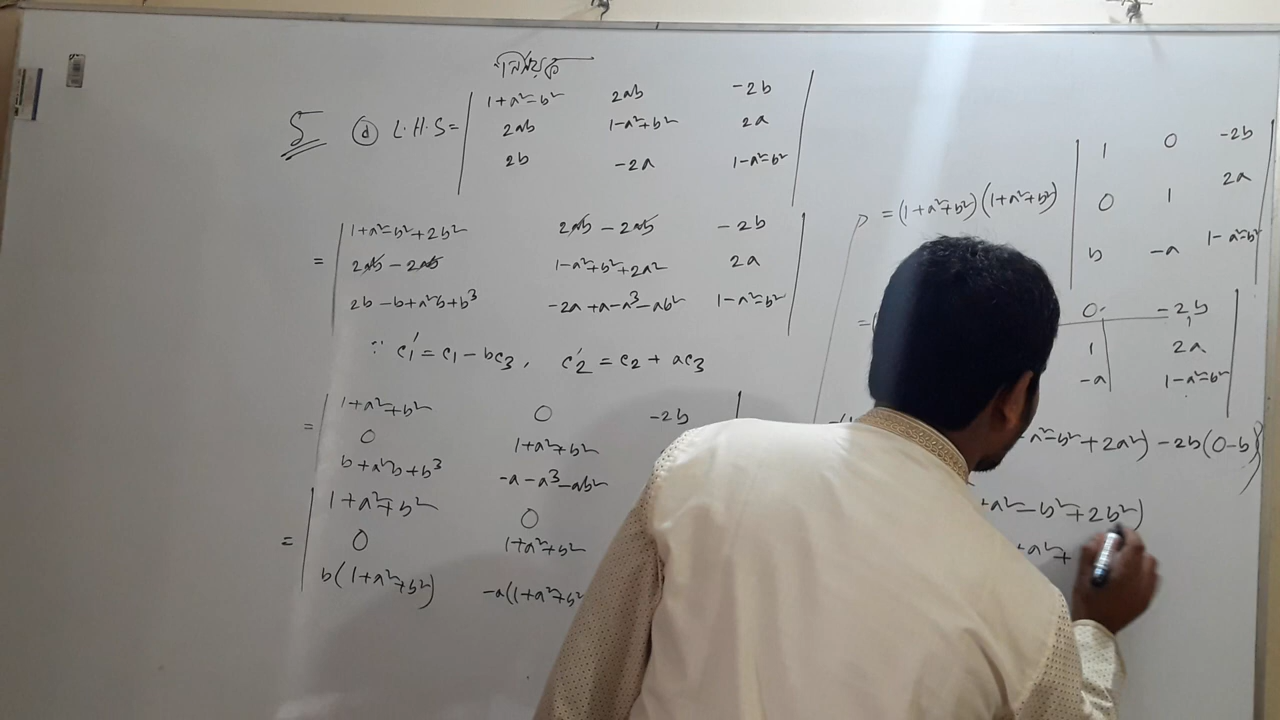 নির্ণায়ক
5 (d) L.H.S = | 1+a²-b² 2ab -2b |
| 2ab 1-a²+b² 2a |
| 2b -2a 1-a²-b² |
= | 1+a²-b²+2b² 2ab-2ab -2b |
| 2ab-2ab 1-a²+b²+2a² 2a |
| 2b-b+a²b+b³ -2a+a-a³-ab² 1-a²-b² |
∵ c₁′ = c₁ - bc₃, c′₂ = c₂ + ac₃
= | 1+a²+b² 0 -2b |
| 0 1+a²+b²
| b+a²b+b³ -a-a³-ab²
= | 1+a²+b² 0
| 0 1+a²+b²
| b(1+a²+b²) -a(1+a²+b²
= (1+a²+b²)(1+a²+b²) | 1 0 -2b |
| 0 1 2a |
| b -a 1-a²-b² |
= 0 -2b |
1 2a |
-a 1-a²-b² |
a²-b²+2a²) -2b(0-b)}
+a²-b²+2b²)
+a²+